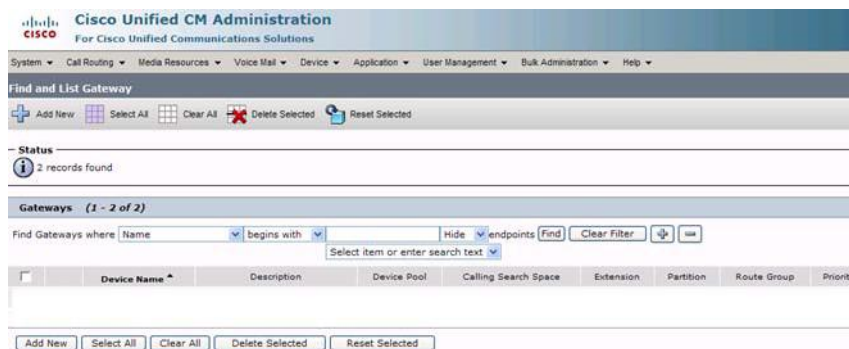 Cisco Unified CM Administration
CISCO
For Cisco Unified Communications Solutions
System Call Routing Media Resources Voice Mail Device Application User Management Bulk Administration Help
Find and List Gateway
Add New Select All Clear All Delete Selected Reset Selected
Status
2 records found
Gateways (1 - 2 of 2)
Find Gateways where Name begins with Hide endpoints Find Clear Filter
Select item or enter search text
Device Name Description Device Pool Calling Search Space Extension Partition Route Group Priorit
Add New Select All Clear All Delete Selected Reset Selected